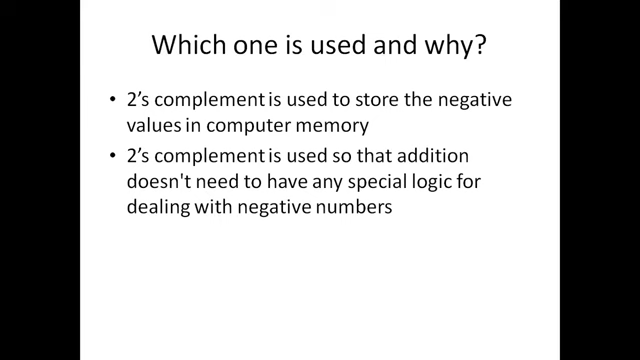 Which one is used and why?
• 2’s complement is used to store the negative
values in computer memory
• 2’s complement is used so that addition
doesn't need to have any special logic for
dealing with negative numbers